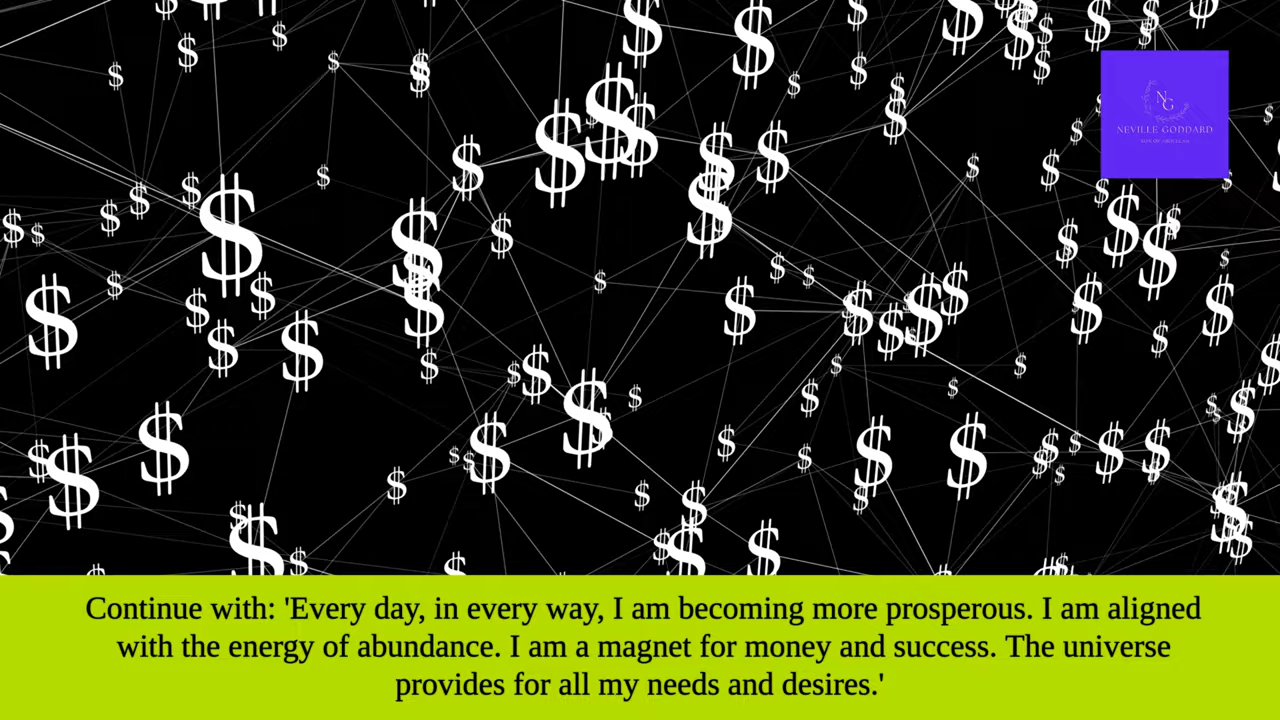 NG
NEVILLE GODDARD
Continue with: 'Every day, in every way, I am becoming more prosperous. I am aligned
with the energy of abundance. I am a magnet for money and success. The universe
provides for all my needs and desires.'